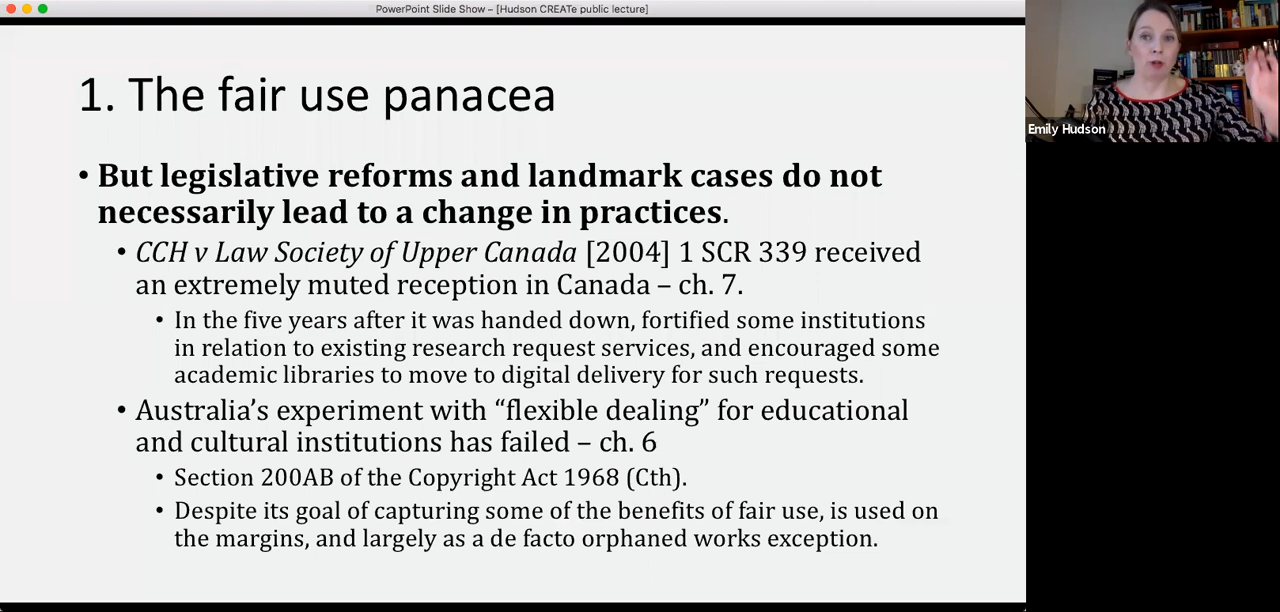 PowerPoint Slide Show – [Hudson CREATe public lecture]
1. The fair use panacea
• But legislative reforms and landmark cases do not
necessarily lead to a change in practices.
• CCH v Law Society of Upper Canada [2004] 1 SCR 339 received
an extremely muted reception in Canada – ch. 7.
• In the five years after it was handed down, fortified some institutions
in relation to existing research request services, and encouraged some
academic libraries to move to digital delivery for such requests.
• Australia’s experiment with “flexible dealing” for educational
and cultural institutions has failed – ch. 6
• Section 200AB of the Copyright Act 1968 (Cth).
• Despite its goal of capturing some of the benefits of fair use, is used on
the margins, and largely as a de facto orphaned works exception.
Emily Hudson